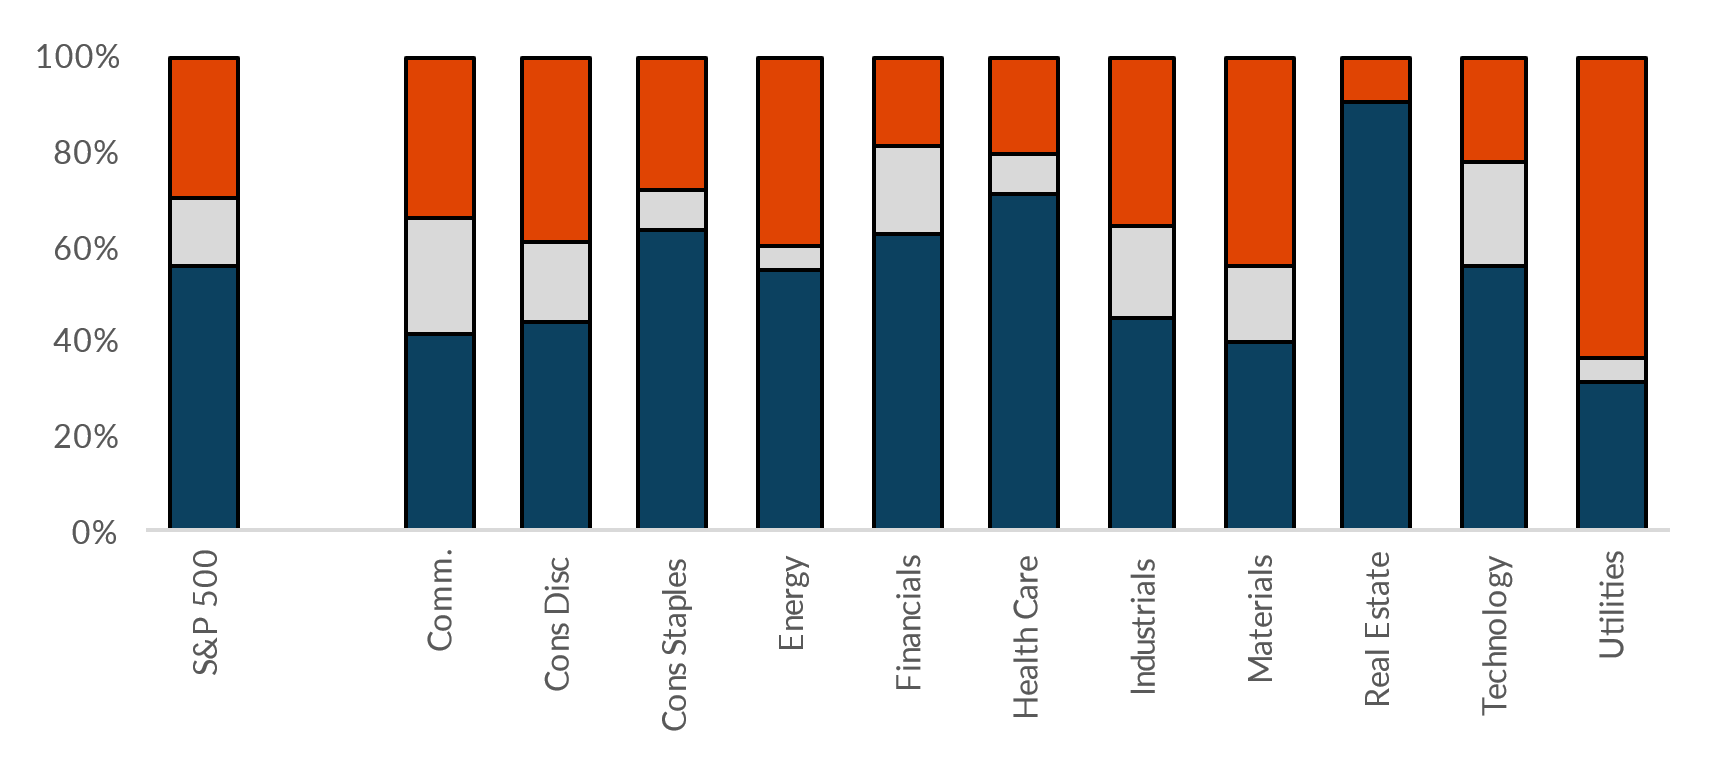 100%
80%
60%
40%
20%
0%
S&P 500
Comm.
Cons Disc
Cons Staples
Energy
Financials
Health Care
Industrials
Materials
Real Estate
Technology
Utilities